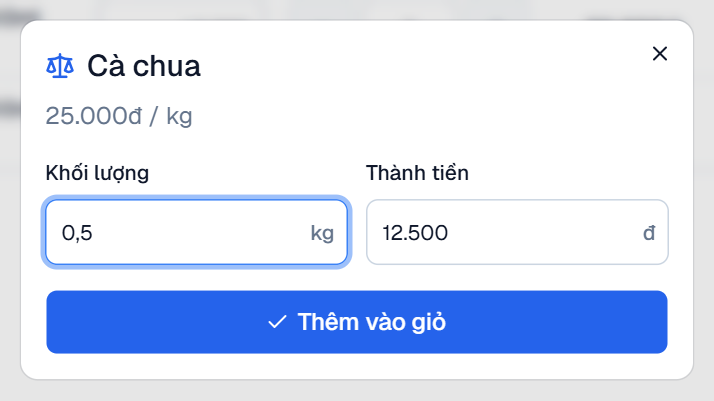 Cà chua
25.000đ / kg
Khối lượng
Thành tiền
0,5 kg
12.500 đ
Thêm vào giỏ